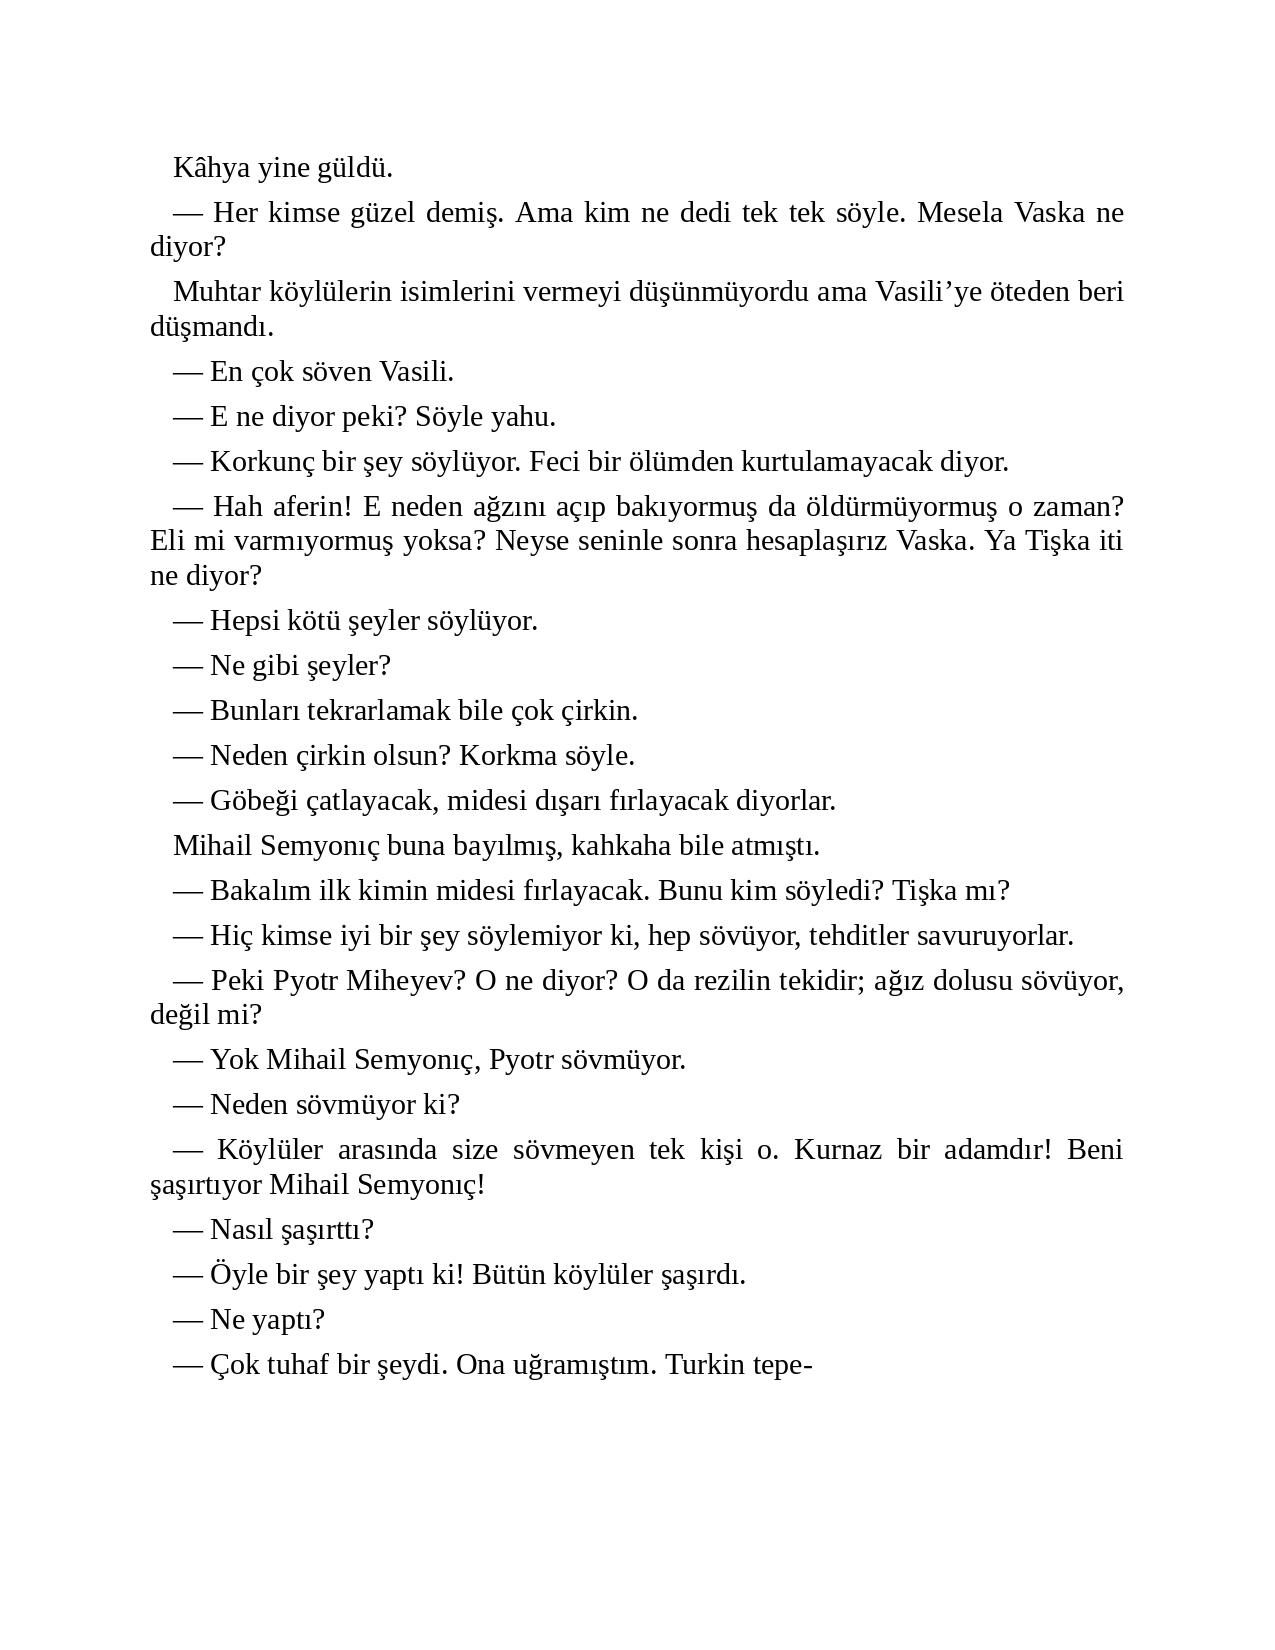 Kâhya yine güldü.
— Her kimse güzel demiş. Ama kim ne dedi tek tek söyle. Mesela Vaska ne
diyor?
Muhtar köylülerin isimlerini vermeyi düşünmüyordu ama Vasili’ye öteden beri
düşmandı.
— En çok söven Vasili.
— E ne diyor peki? Söyle yahu.
— Korkunç bir şey söylüyor. Feci bir ölümden kurtulamayacak diyor.
— Hah aferin! E neden ağzını açıp bakıyormuş da öldürmüyormuş o zaman?
Eli mi varmıyormuş yoksa? Neyse seninle sonra hesaplaşırız Vaska. Ya Tişka iti
ne diyor?
— Hepsi kötü şeyler söylüyor.
— Ne gibi şeyler?
— Bunları tekrarlamak bile çok çirkin.
— Neden çirkin olsun? Korkma söyle.
— Göbeği çatlayacak, midesi dışarı fırlayacak diyorlar.
Mihail Semyonıç buna bayılmış, kahkaha bile atmıştı.
— Bakalım ilk kimin midesi fırlayacak. Bunu kim söyledi? Tişka mı?
— Hiç kimse iyi bir şey söylemiyor ki, hep sövüyor, tehditler savuruyorlar.
— Peki Pyotr Miheyev? O ne diyor? O da rezilin tekidir; ağız dolusu sövüyor,
değil mi?
— Yok Mihail Semyonıç, Pyotr sövmüyor.
— Neden sövmüyor ki?
— Köylüler arasında size sövmeyen tek kişi o. Kurnaz bir adamdır! Beni
şaşırtıyor Mihail Semyonıç!
— Nasıl şaşırttı?
— Öyle bir şey yaptı ki! Bütün köylüler şaşırdı.
— Ne yaptı?
— Çok tuhaf bir şeydi. Ona uğramıştım. Turkin tepe-